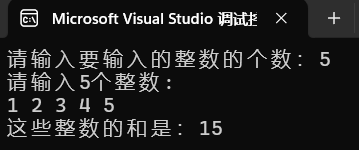 Microsoft Visual Studio 调试
请输入要输入的整数的个数：5
请输入5个整数：
1 2 3 4 5
这些整数的和是：15